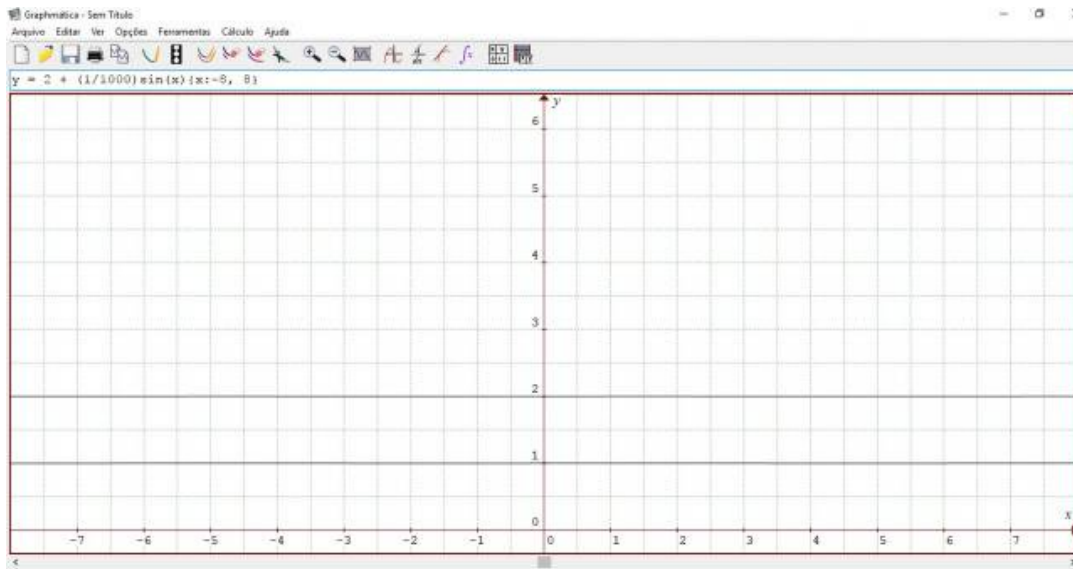 Graphmática - Sem Título
Arquivo Editar Ver Opções Ferramentas Cálculo Ajuda
y = 2 + (1/1000)sin(x){x:-8, 8}
y
6
5
4
3
2
1
0
x
-7 -6 -5 -4 -3 -2 -1 0 1 2 3 4 5 6 7